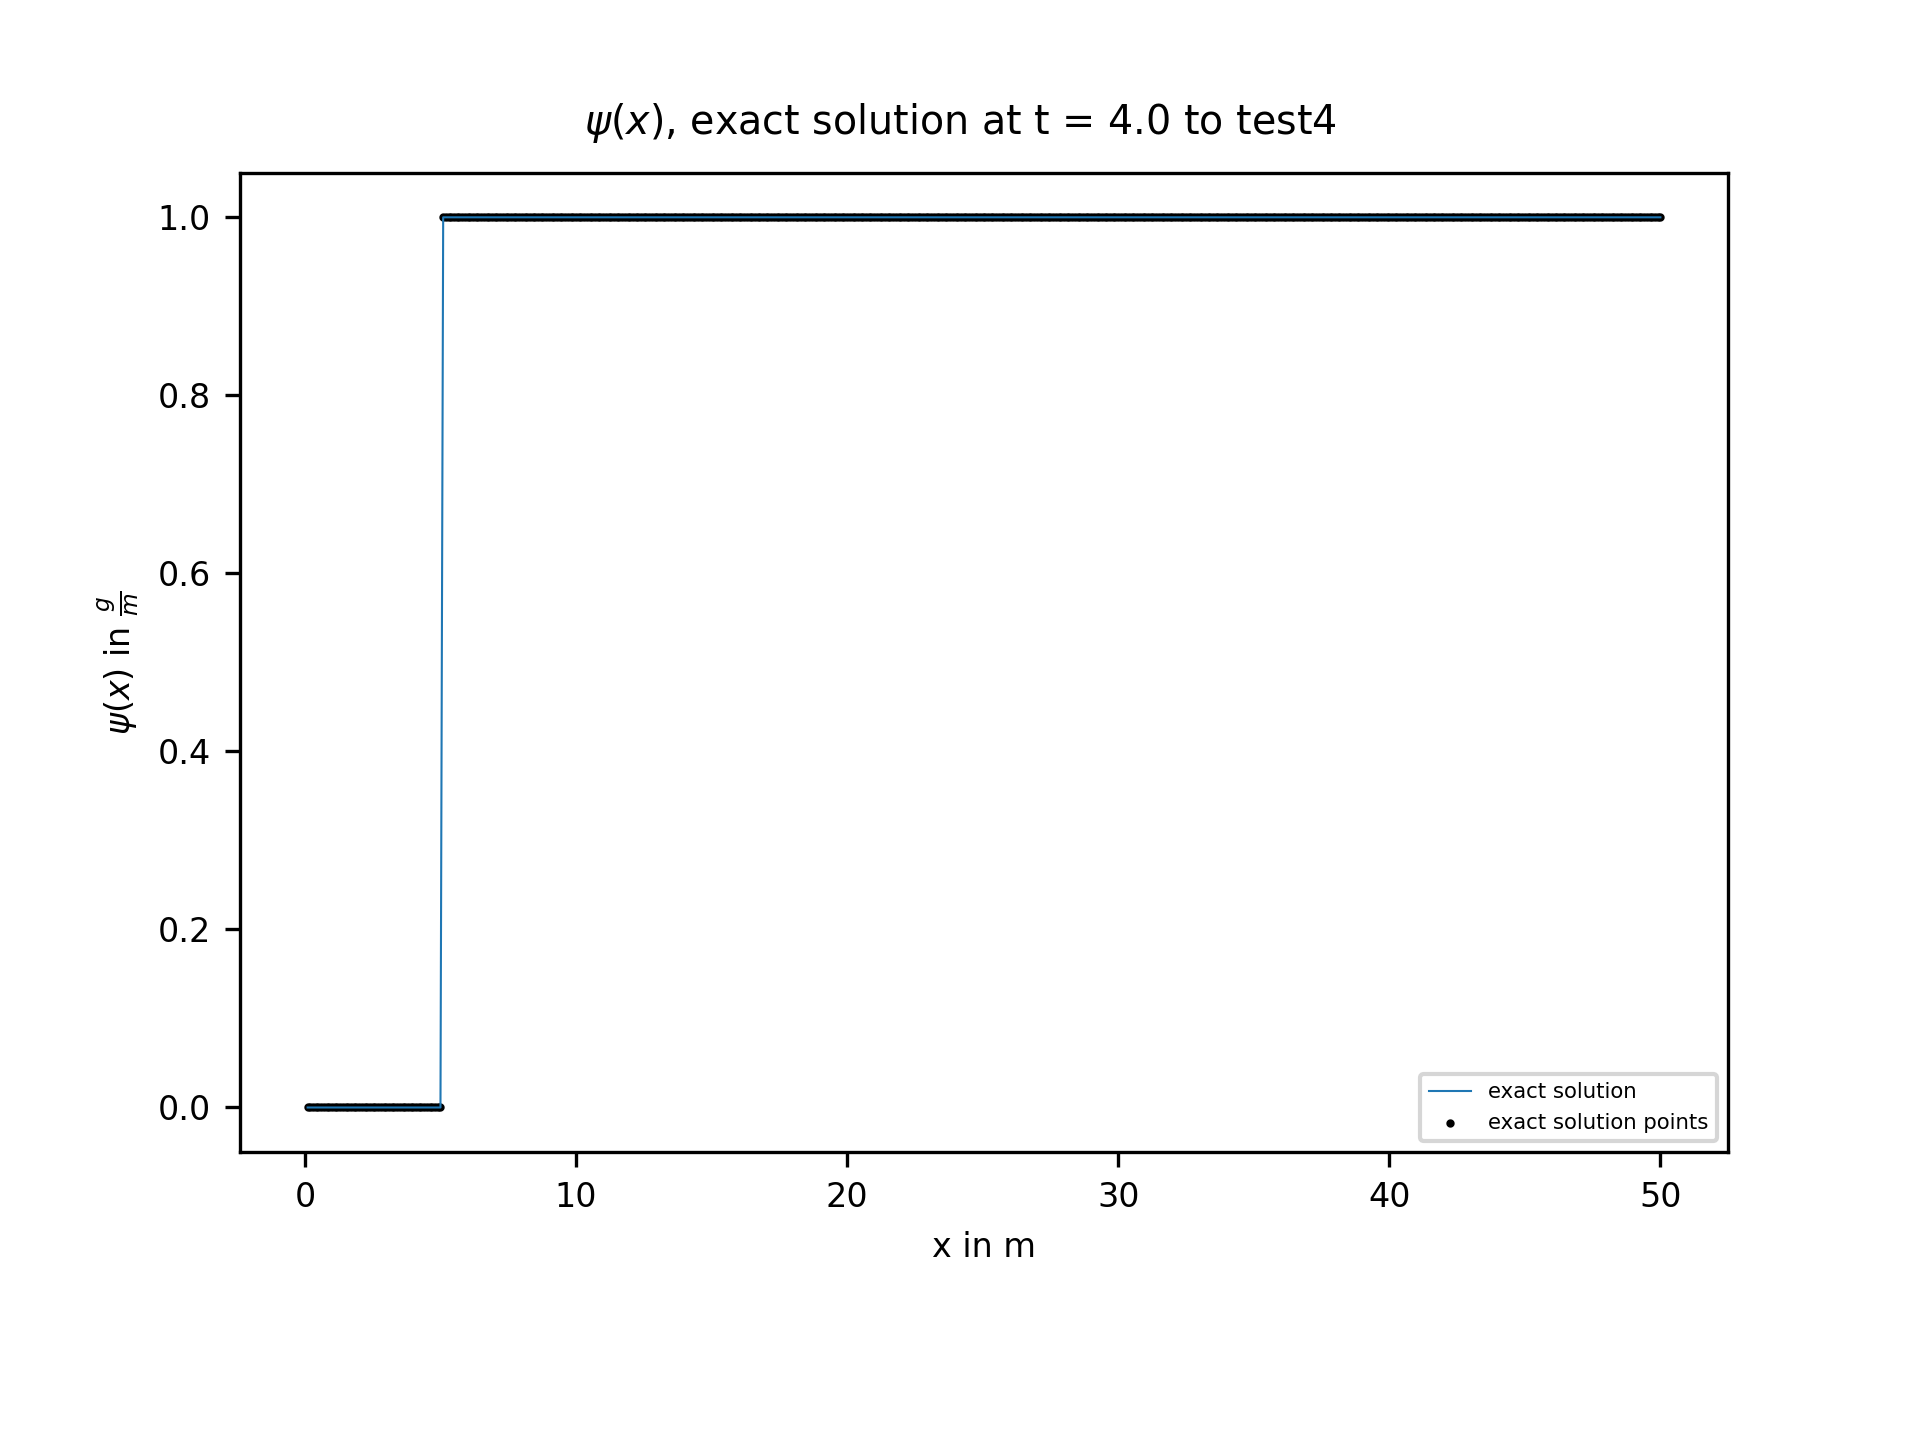 ψ(x), exact solution at t = 4.0 to test4
1.0
0.8
0.6
0.4
0.2
0.0
ψ(x) in g/m
0 10 20 30 40 50
x in m
exact solution
exact solution points